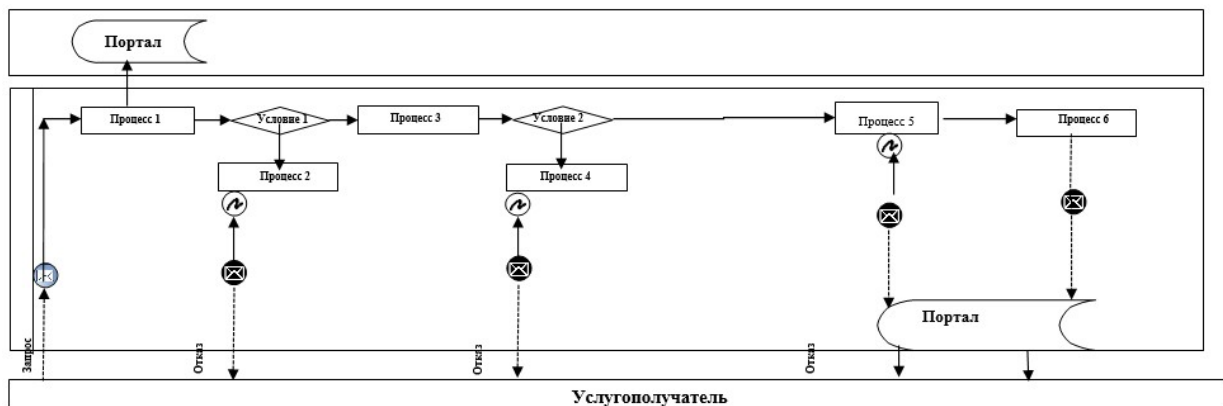 Портал
Процесс 1
Условие 1
Процесс 3
Условие 2
Процесс 5
Процесс 6
Процесс 2
Процесс 4
Портал
Запрос
Отказ
Отказ
Отказ
Услугополучатель